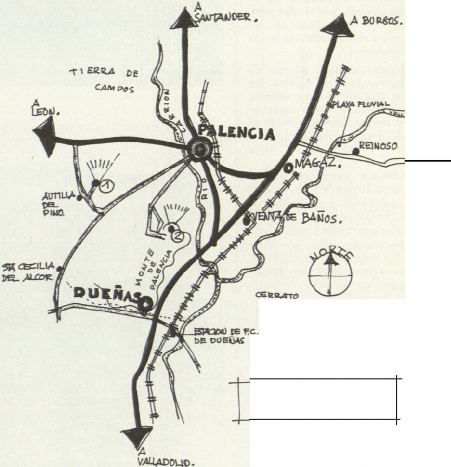 A
SANTANDER.
A BURGOS.
TIERRA DE
CAMPOS
A
LEON.
CARRION
PLAYA FLUVIAL
PALENCIA
REINOSO
MAGAZ.
1
AUTILLA
DEL
PINO.
RIO
VENTA DE BAÑOS.
2
MONTE
DE
PALENCIA
NORTE
STA CECILIA
DEL ALCOR
DUEÑAS
CERRATO
ESTACION DE F.C.
DE DUEÑAS
A
VALLADOLID.